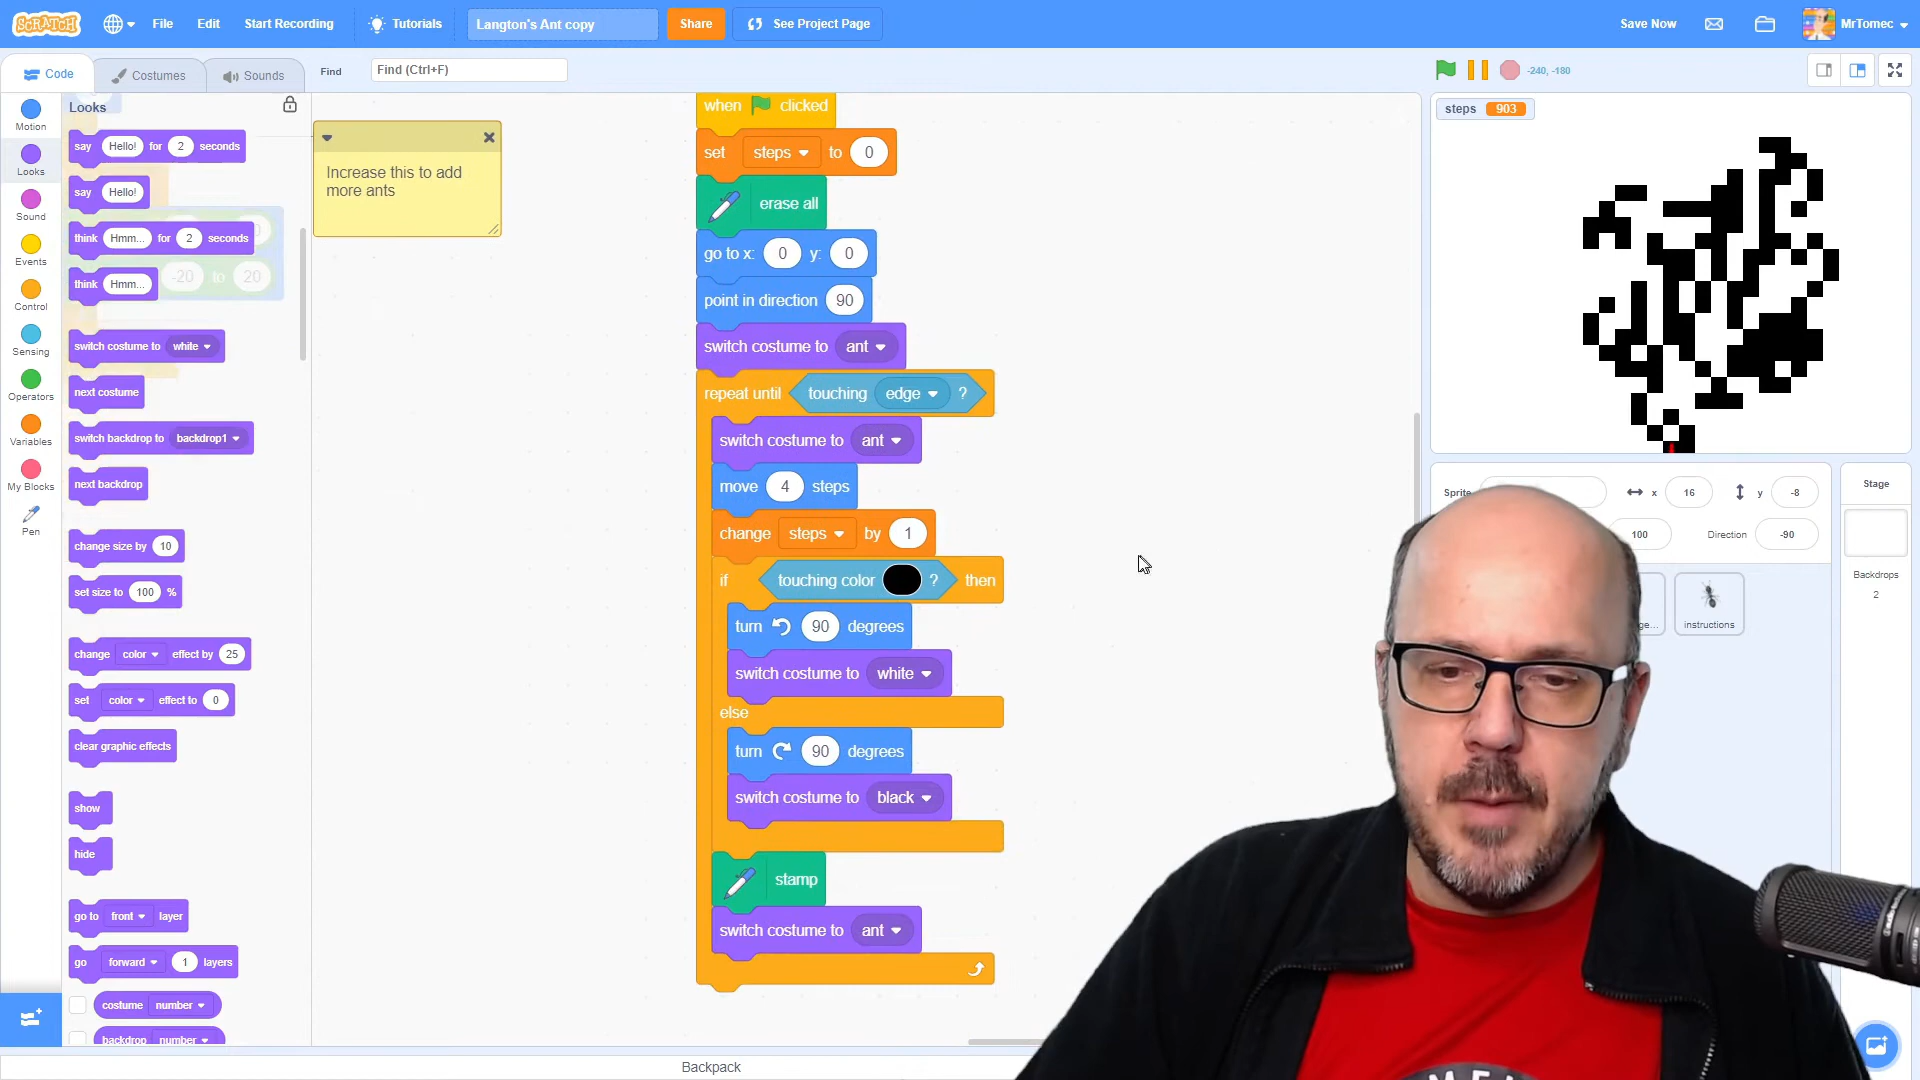 SCRATCH
File
Edit
Start Recording
Tutorials
Langton's Ant copy
Share
See Project Page
Save Now
MrTomec
Code
Costumes
Sounds
Find
Find (Ctrl+F)
-240, -180
Motion
Looks
Sound
Events
Control
Sensing
Operators
Variables
My Blocks
Pen
Looks
say Hello! for 2 seconds
say Hello!
think Hmm... for 2 seconds
think Hmm...
-20 to 20
switch costume to white
next costume
switch backdrop to backdrop1
next backdrop
change size by 10
set size to 100 %
change color effect by 25
set color effect to 0
clear graphic effects
show
hide
go to front layer
go forward 1 layers
costume number
backdrop number
Increase this to add
more ants
when clicked
set steps to 0
erase all
go to x: 0 y: 0
point in direction 90
switch costume to ant
repeat until touching edge ?
switch costume to ant
move 4 steps
change steps by 1
if touching color ? then
turn 90 degrees
switch costume to white
else
turn 90 degrees
switch costume to black
stamp
switch costume to ant
Backpack
steps 903
Sprite
x 16
y -8
100
Direction -90
instructions
Stage
Backdrops
2